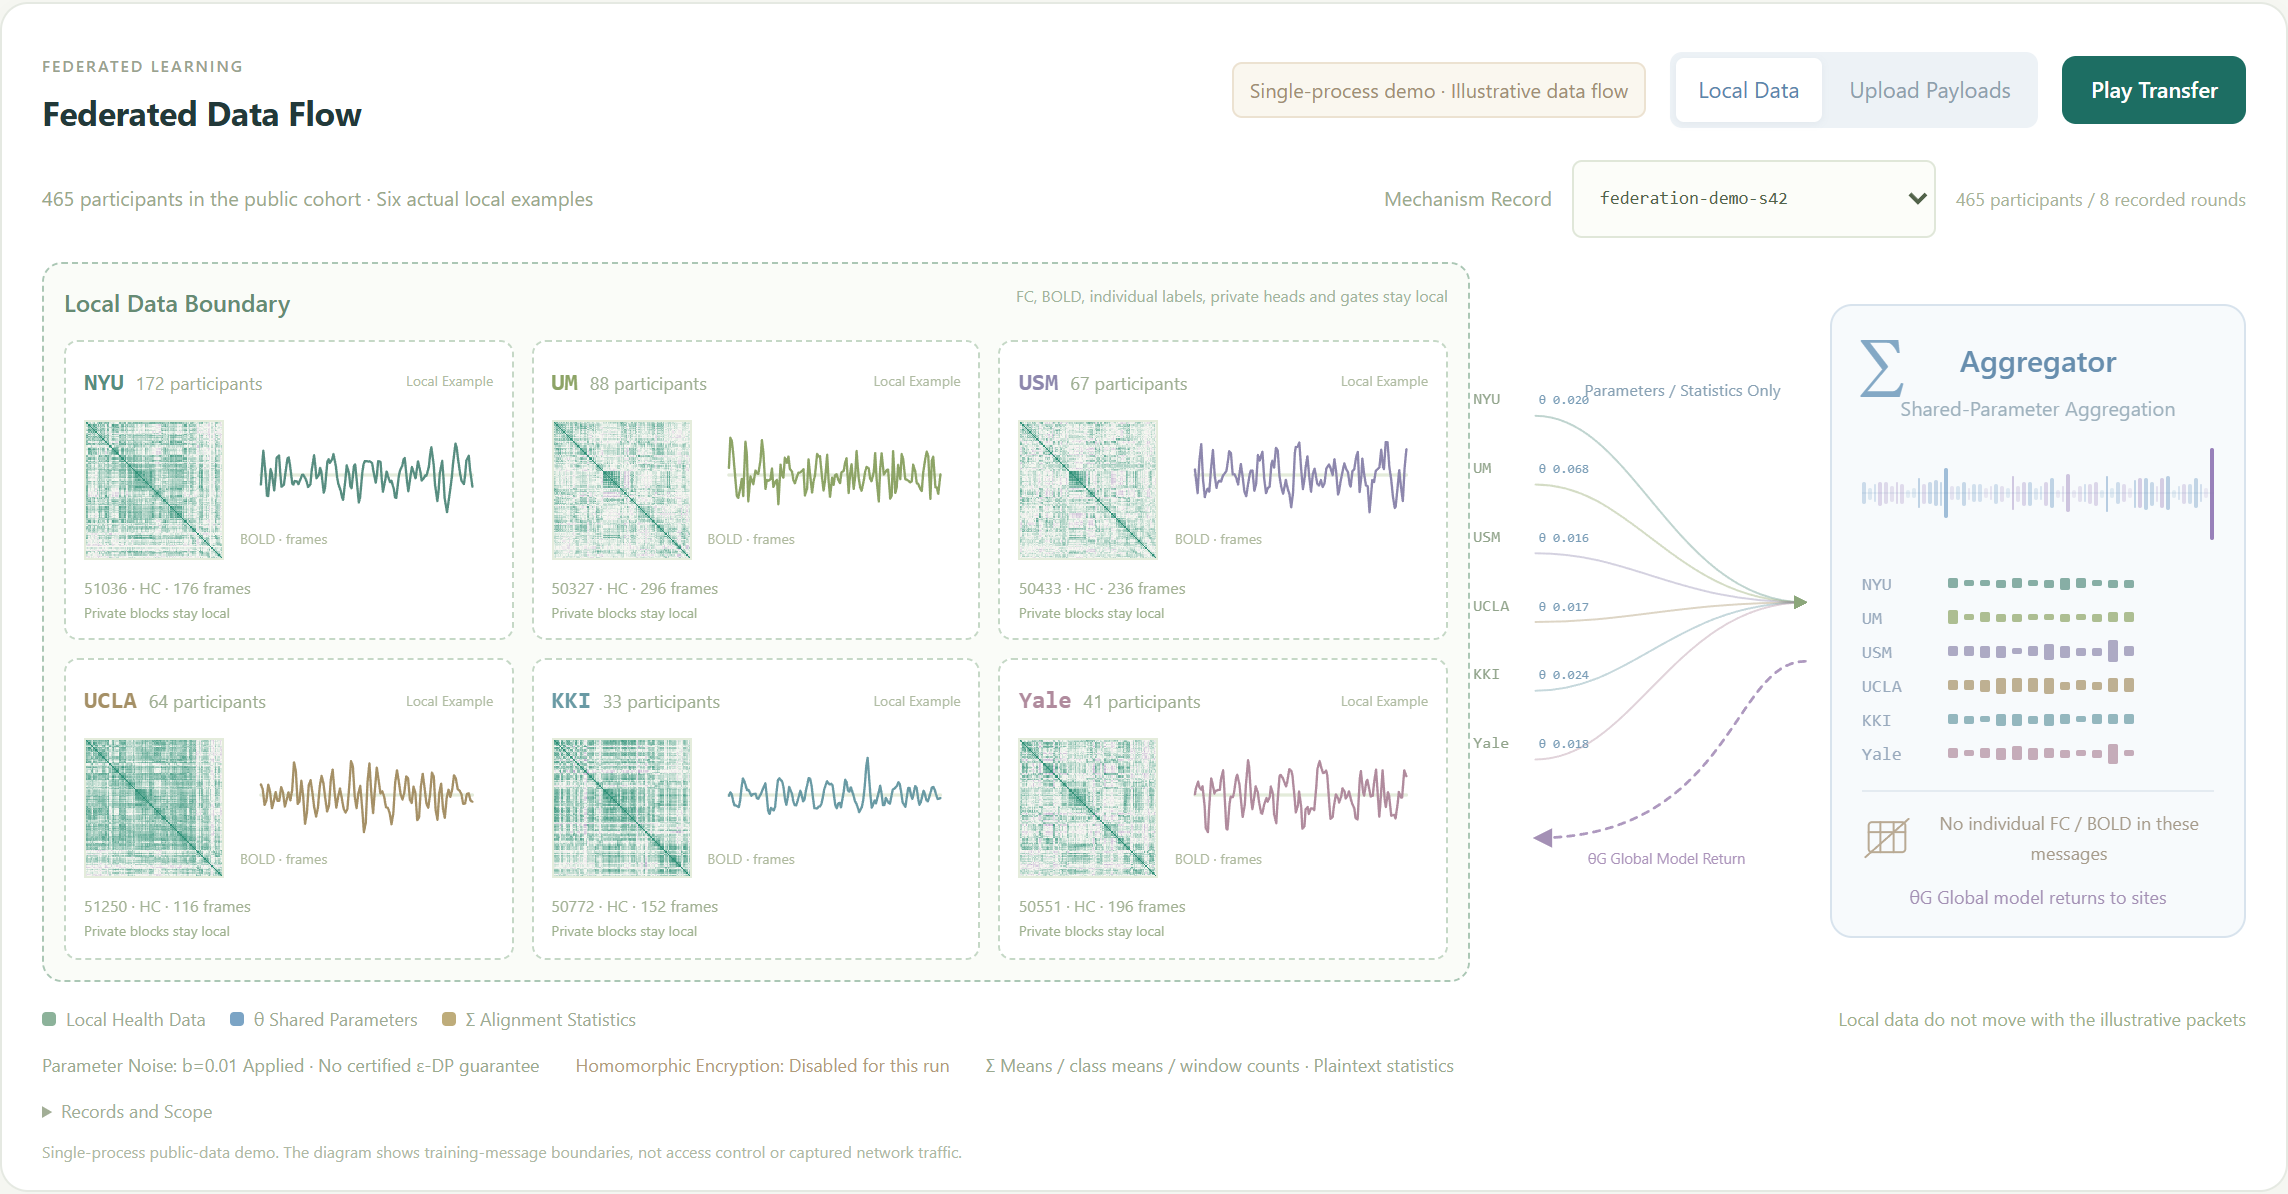 FEDERATED LEARNING
Federated Data Flow
Single-process demo · Illustrative data flow
Local Data
Upload Payloads
Play Transfer
465 participants in the public cohort · Six actual local examples
Mechanism Record
federation-demo-s42
465 participants / 8 recorded rounds
Local Data Boundary
FC, BOLD, individual labels, private heads and gates stay local
NYU 172 participants
Local Example
BOLD · frames
51036 · HC · 176 frames
Private blocks stay local
UM 88 participants
Local Example
BOLD · frames
50327 · HC · 296 frames
Private blocks stay local
USM 67 participants
Local Example
BOLD · frames
50433 · HC · 236 frames
Private blocks stay local
UCLA 64 participants
Local Example
BOLD · frames
51250 · HC · 116 frames
Private blocks stay local
KKI 33 participants
Local Example
BOLD · frames
50772 · HC · 152 frames
Private blocks stay local
Yale 41 participants
Local Example
BOLD · frames
50551 · HC · 196 frames
Private blocks stay local
Parameters / Statistics Only
NYU θ 0.020
UM θ 0.068
USM θ 0.016
UCLA θ 0.017
KKI θ 0.024
Yale θ 0.018
θG Global Model Return
Σ Aggregator
Shared-Parameter Aggregation
NYU
UM
USM
UCLA
KKI
Yale
No individual FC / BOLD in these
messages
θG Global model returns to sites
Local Health Data
θ Shared Parameters
Σ Alignment Statistics
Local data do not move with the illustrative packets
Parameter Noise: b=0.01 Applied · No certified ε-DP guarantee
Homomorphic Encryption: Disabled for this run
Σ Means / class means / window counts · Plaintext statistics
Records and Scope
Single-process public-data demo. The diagram shows training-message boundaries, not access control or captured network traffic.